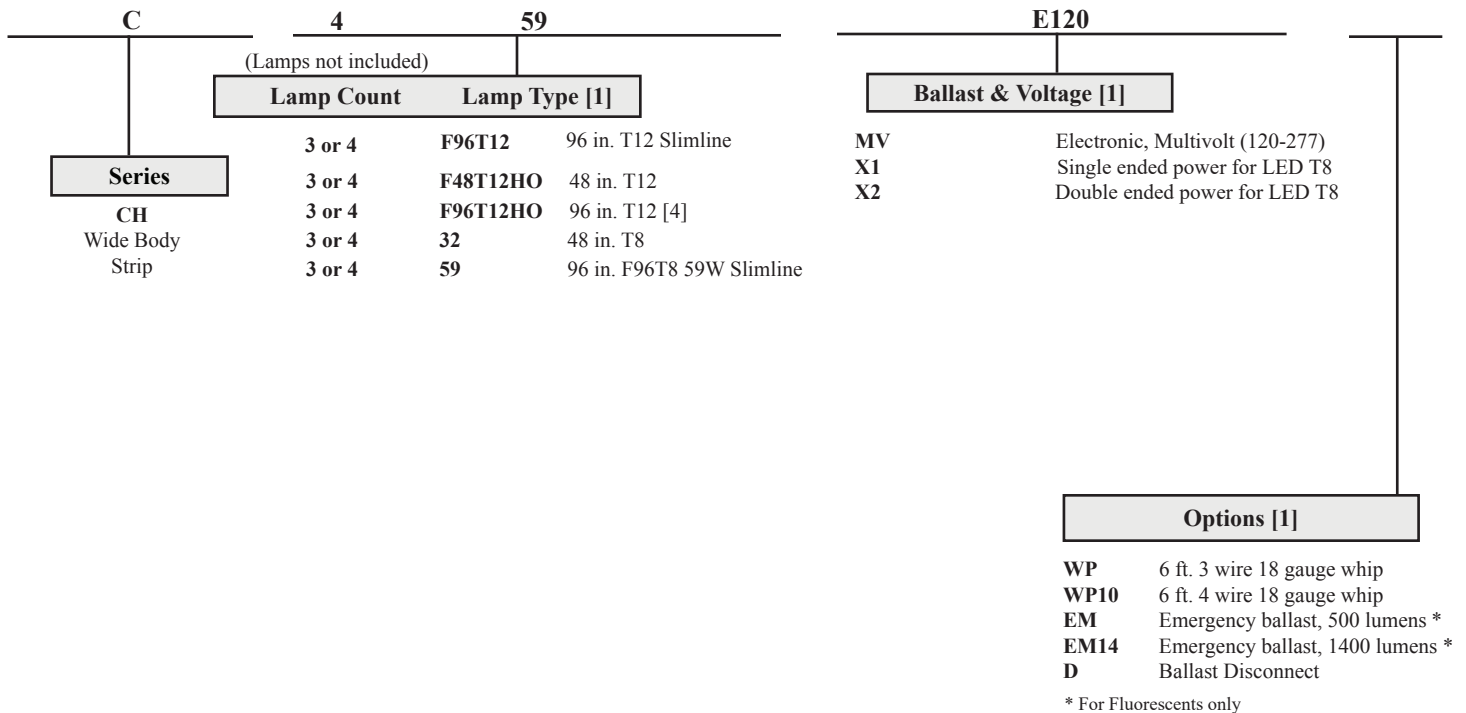 C 4 59 E120
(Lamps not included)
Lamp Count Lamp Type [1]
3 or 4 F96T12 96 in. T12 Slimline
3 or 4 F48T12HO 48 in. T12
3 or 4 F96T12HO 96 in. T12 [4]
3 or 4 32 48 in. T8
3 or 4 59 96 in. F96T8 59W Slimline
Series
CH
Wide Body
Strip
Ballast & Voltage [1]
MV Electronic, Multivolt (120-277)
X1 Single ended power for LED T8
X2 Double ended power for LED T8
Options [1]
WP 6 ft. 3 wire 18 gauge whip
WP10 6 ft. 4 wire 18 gauge whip
EM Emergency ballast, 500 lumens *
EM14 Emergency ballast, 1400 lumens *
D Ballast Disconnect
* For Fluorescents only